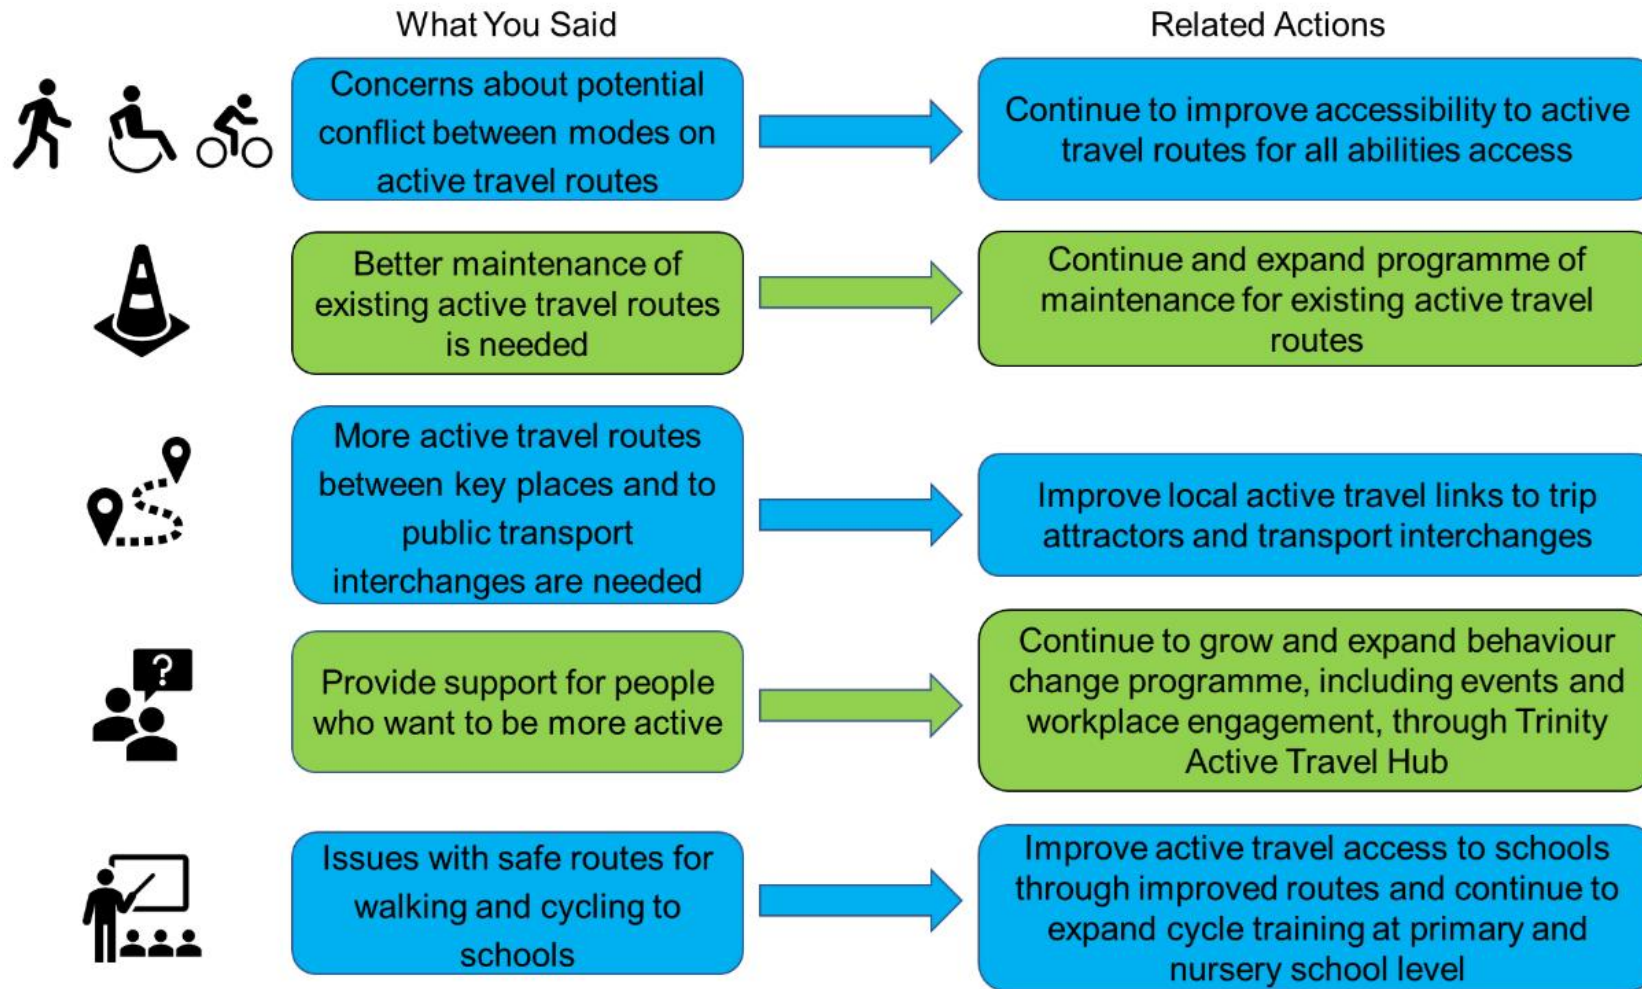 What You Said
Related Actions
Concerns about potential
conflict between modes on
active travel routes
Continue to improve accessibility to active
travel routes for all abilities access
Better maintenance of
existing active travel routes
is needed
Continue and expand programme of
maintenance for existing active travel
routes
More active travel routes
between key places and to
public transport
interchanges are needed
Improve local active travel links to trip
attractors and transport interchanges
?
Provide support for people
who want to be more active
Continue to grow and expand behaviour
change programme, including events and
workplace engagement, through Trinity
Active Travel Hub
Issues with safe routes for
walking and cycling to
schools
Improve active travel access to schools
through improved routes and continue to
expand cycle training at primary and
nursery school level